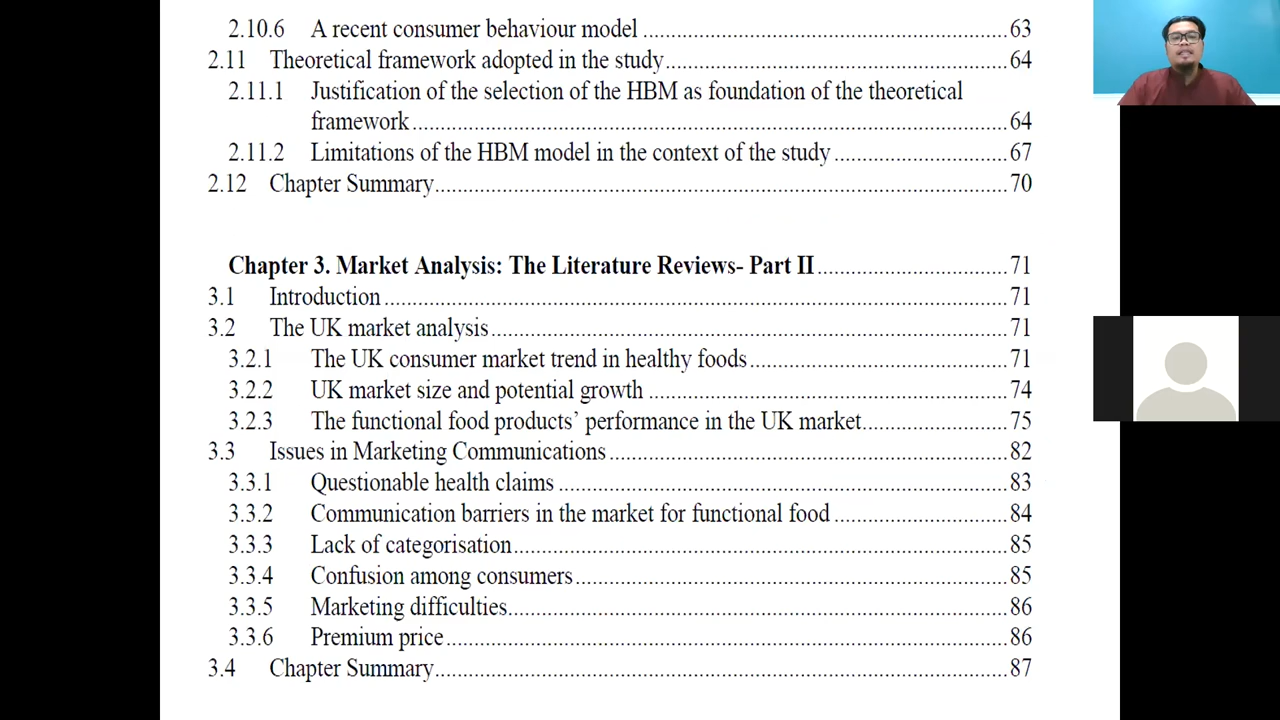 2.10.6 A recent consumer behaviour model ........ 63
2.11 Theoretical framework adopted in the study ........ 64
2.11.1 Justification of the selection of the HBM as foundation of the theoretical
framework ........ 64
2.11.2 Limitations of the HBM model in the context of the study ........ 67
2.12 Chapter Summary ........ 70
Chapter 3. Market Analysis: The Literature Reviews- Part II ........ 71
3.1 Introduction ........ 71
3.2 The UK market analysis ........ 71
3.2.1 The UK consumer market trend in healthy foods ........ 71
3.2.2 UK market size and potential growth ........ 74
3.2.3 The functional food products’ performance in the UK market ........ 75
3.3 Issues in Marketing Communications ........ 82
3.3.1 Questionable health claims ........ 83
3.3.2 Communication barriers in the market for functional food ........ 84
3.3.3 Lack of categorisation ........ 85
3.3.4 Confusion among consumers ........ 85
3.3.5 Marketing difficulties ........ 86
3.3.6 Premium price ........ 86
3.4 Chapter Summary ........ 87